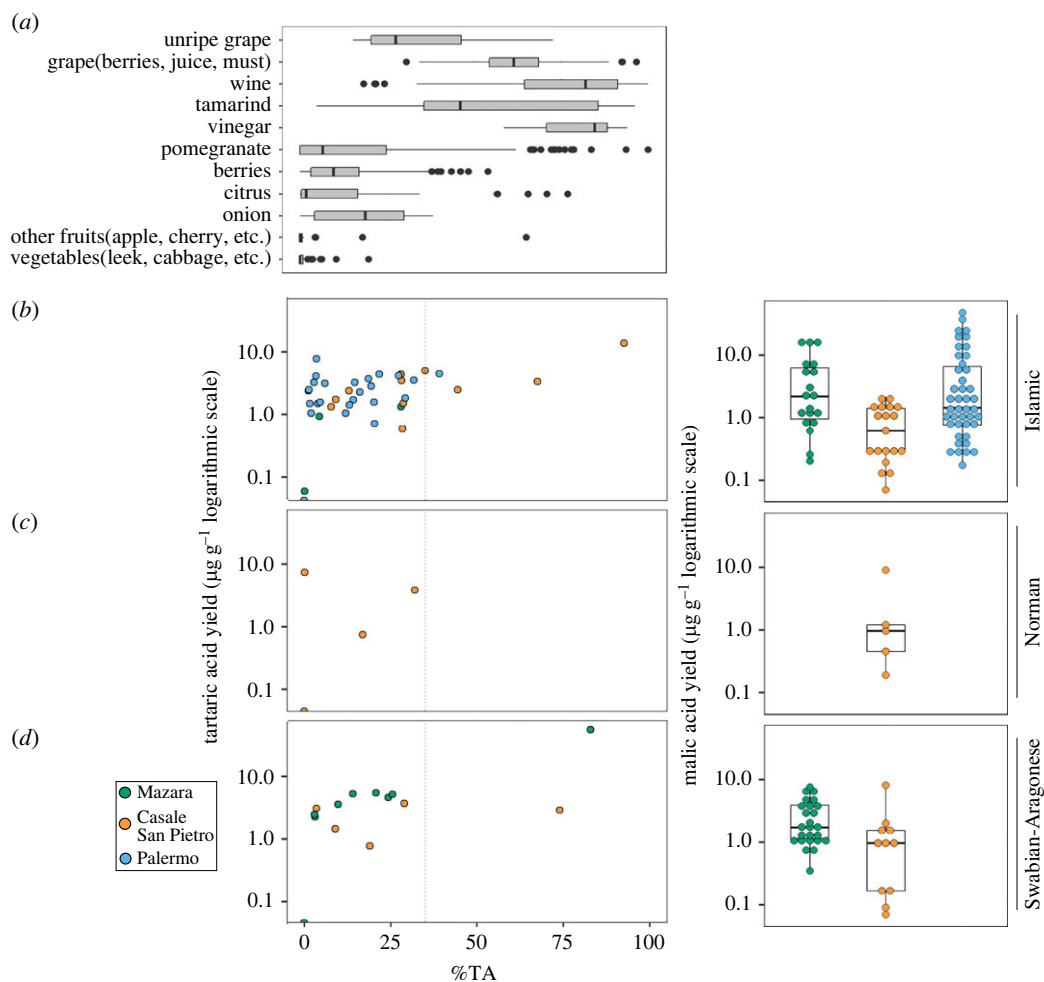 (a)
unripe grape
grape(berries, juice, must)
wine
tamarind
vinegar
pomegranate
berries
citrus
onion
other fruits(apple, cherry, etc.)
vegetables(leek, cabbage, etc.)
(b)
10.0
1.0
0.1
10.0
1.0
0.1
Islamic
(c)
tartaric acid yield (µg g⁻¹ logarithmic scale)
10.0
1.0
0.1
malic acid yield (µg g⁻¹ logarithmic scale)
10.0
1.0
0.1
Norman
(d)
Mazara
Casale
San Pietro
Palermo
10.0
1.0
0.1
10.0
1.0
0.1
Swabian-Aragonese
0 25 50 75 100
%TA